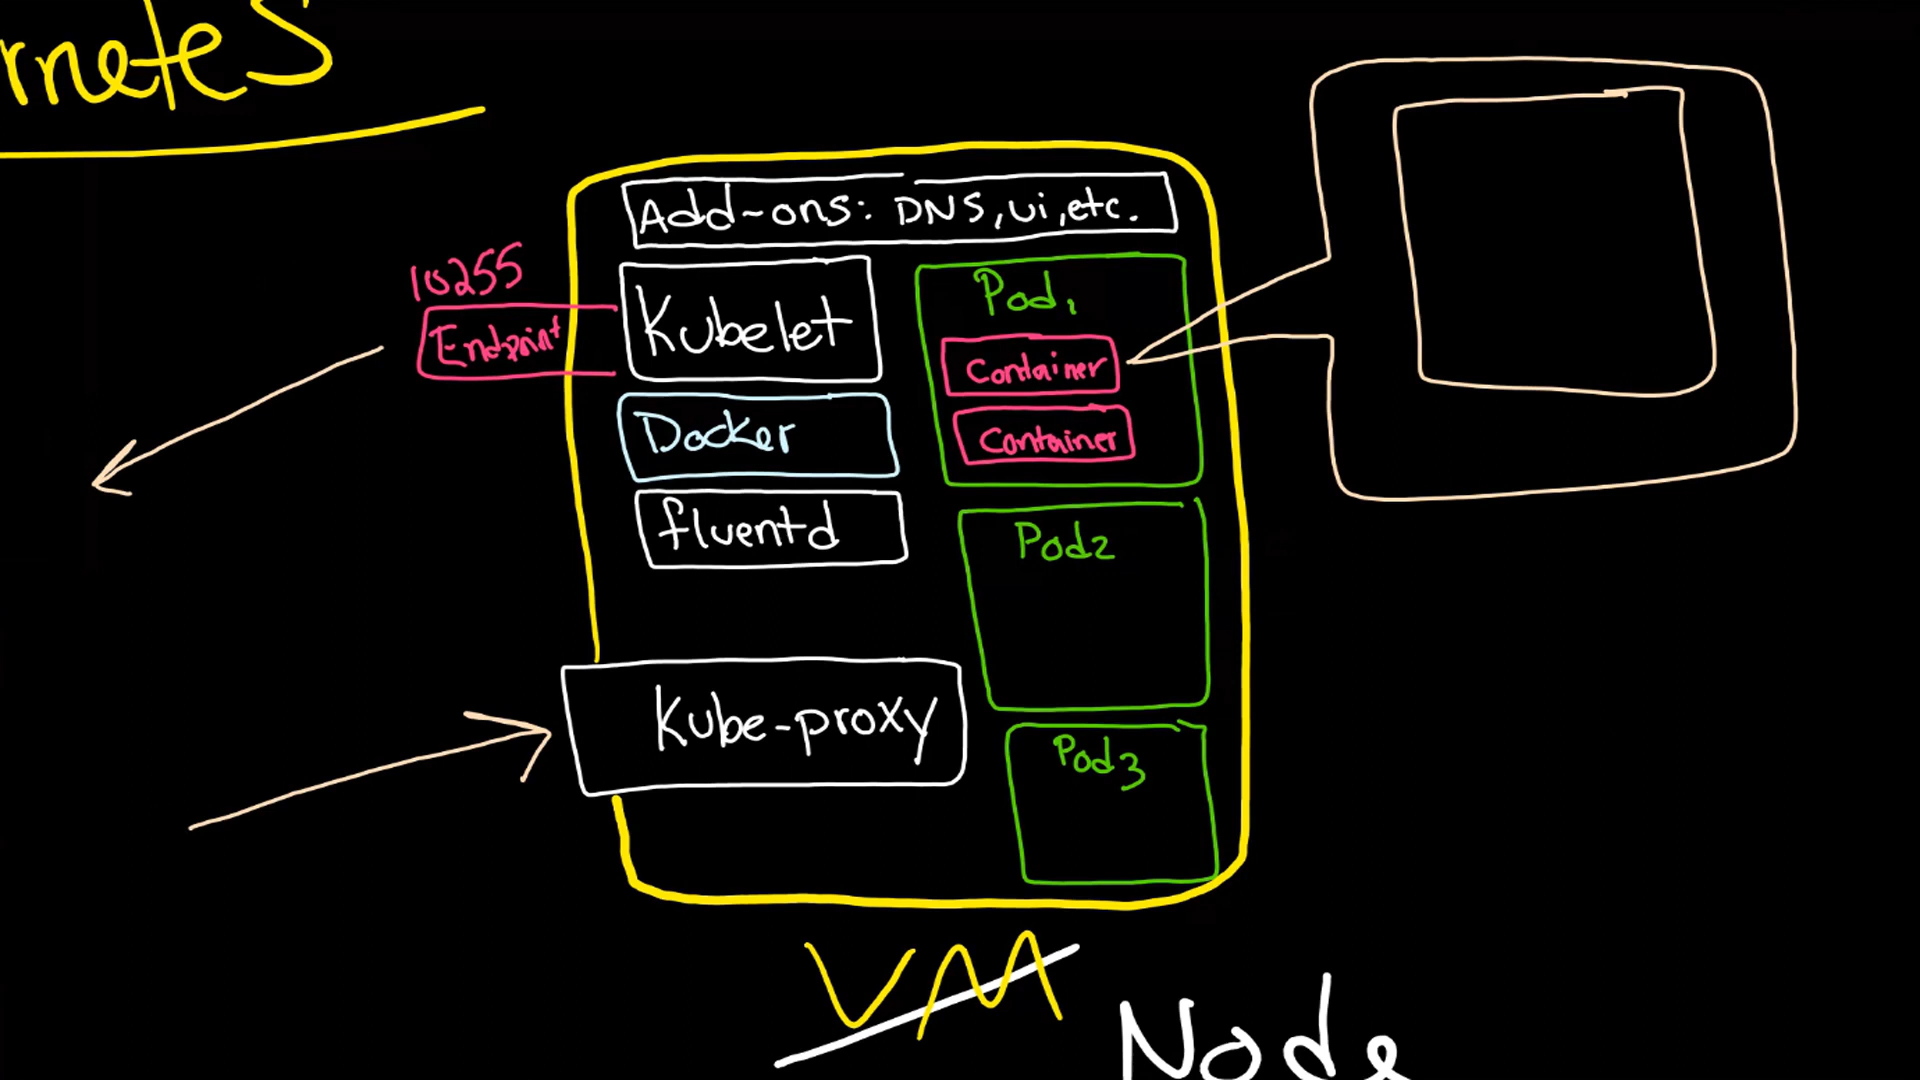 rnetes
Add-ons: DNS, ui, etc.
10255
Endpoint
Kubelet
Docker
fluentd
Kube-proxy
Pod1
Container
Container
Pod2
Pod3
VM
Node